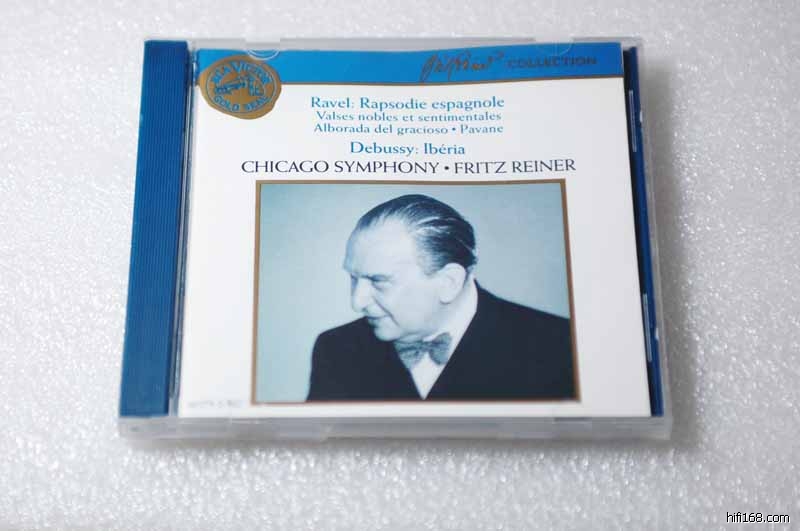 RCA VICTOR
GOLD SEAL
COLLECTION
Ravel: Rapsodie espagnole
Valses nobles et sentimentales
Alborada del gracioso • Pavane
Debussy: Ibéria
CHICAGO SYMPHONY • FRITZ REINER
hifi168.com